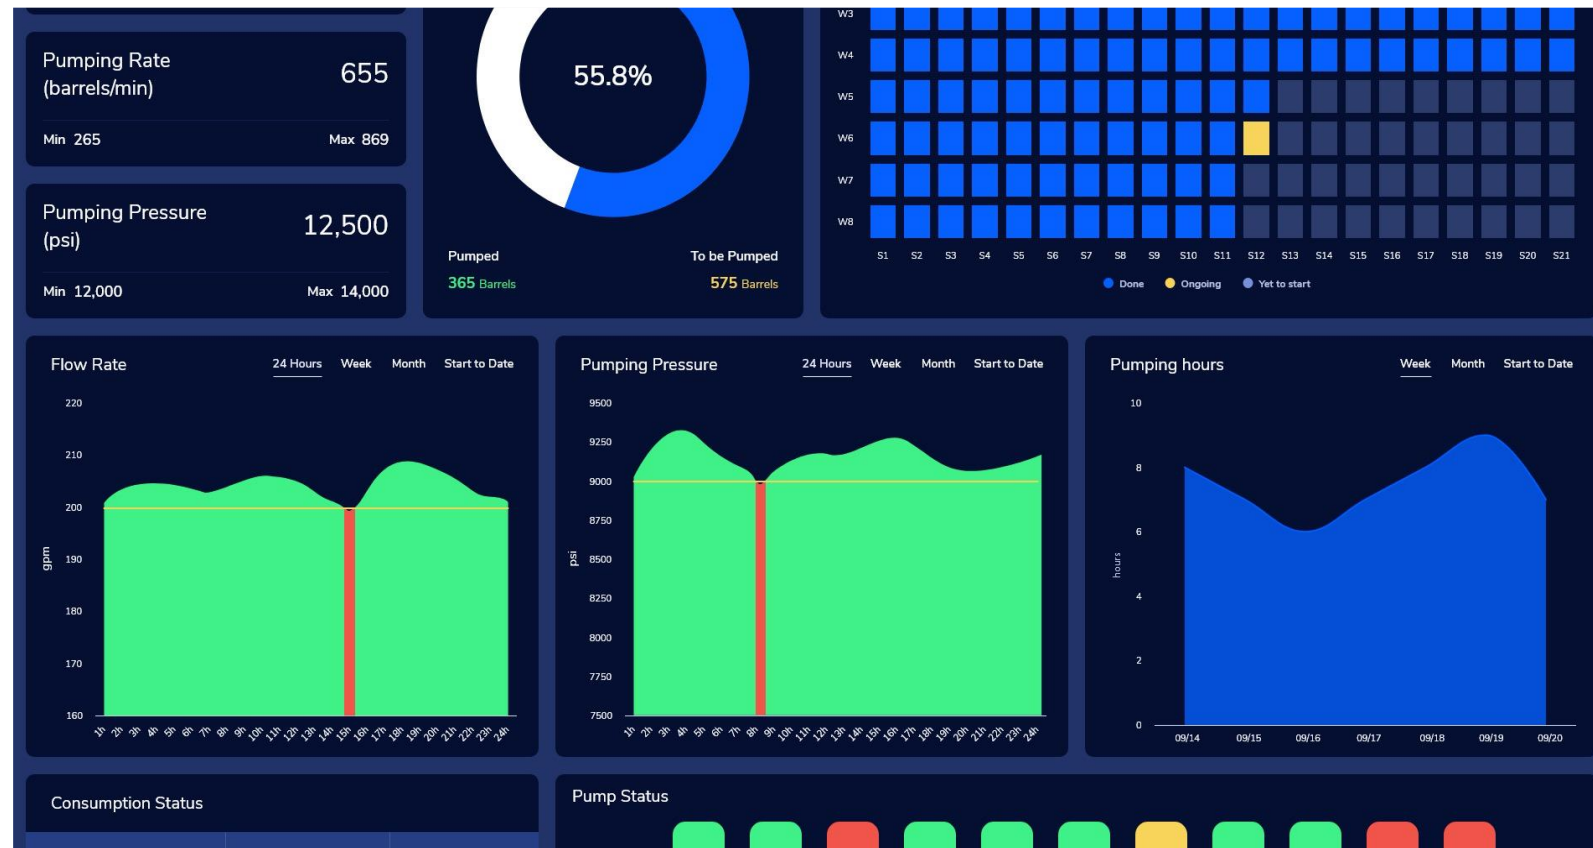 Pumping Rate
(barrels/min)
655
Min 265
Max 869
Pumping Pressure
(psi)
12,500
Min 12,000
Max 14,000
55.8%
Pumped
To be Pumped
365 Barrels
575 Barrels
W3
W4
W5
W6
W7
W8
S1 S2 S3 S4 S5 S6 S7 S8 S9 S10 S11 S12 S13 S14 S15 S16 S17 S18 S19 S20 S21
Done Ongoing Yet to start
Flow Rate
24 Hours Week Month Start to Date
220
210
200
190
180
170
160
gpm
1h 2h 3h 4h 5h 6h 7h 8h 9h 10h 11h 12h 13h 14h 15h 16h 17h 18h 19h 20h 21h 22h 23h 24h
Pumping Pressure
24 Hours Week Month Start to Date
9500
9250
9000
8750
8500
8250
8000
7750
7500
psi
1h 2h 3h 4h 5h 6h 7h 8h 9h 10h 11h 12h 13h 14h 15h 16h 17h 18h 19h 20h 21h 22h 23h 24h
Pumping hours
Week Month Start to Date
10
8
6
4
2
0
hours
09/14 09/15 09/16 09/17 09/18 09/19 09/20
Consumption Status
Pump Status